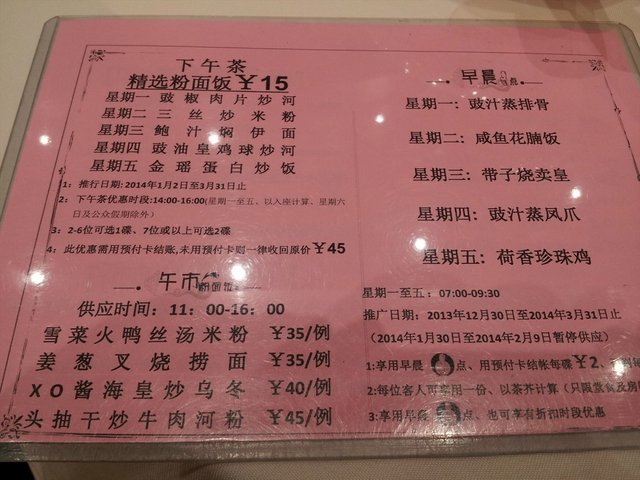 下午茶
精选粉面饭￥15
星期一 豉椒肉片炒河
星期二 三丝炒米粉
星期三 鲍汁焖伊面
星期四 豉油皇鸡球炒河
星期五 金瑶蛋白炒饭
1：推行日期:2014年1月2日至3月31日止
2：下午茶优惠时段:14:00-16:00(星期一至五、以入座计算、星期六
日及公众假期除外)
3：2-6位可选1碟、7位或以上可选2碟
4：此优惠需用预付卡结账,未用预付卡则一律收回原价￥45
午市
粉面饭
供应时间：11：00-16：00
雪菜火鸭丝汤米粉 ￥35/例
姜葱叉烧捞面 ￥35/例
XO酱海皇炒乌冬 ￥40/例
头抽干炒牛肉河粉 ￥45/例
早晨 点
星期一：豉汁蒸排骨
星期二：咸鱼花腩饭
星期三：带子烧卖皇
星期四：豉汁蒸凤爪
星期五：荷香珍珠鸡
星期一至五：07:00-09:30
推广日期：2013年12月30日至2014年3月31日止
（2014年1月30日至2014年2月9日暂停供应）
1:享用早晨 点、用预付卡结帐每碟￥2、
2:每位客人可享用一份、以茶芥计算(只限堂食及房
3:享用早晨 点、也可享有折扣时段优惠